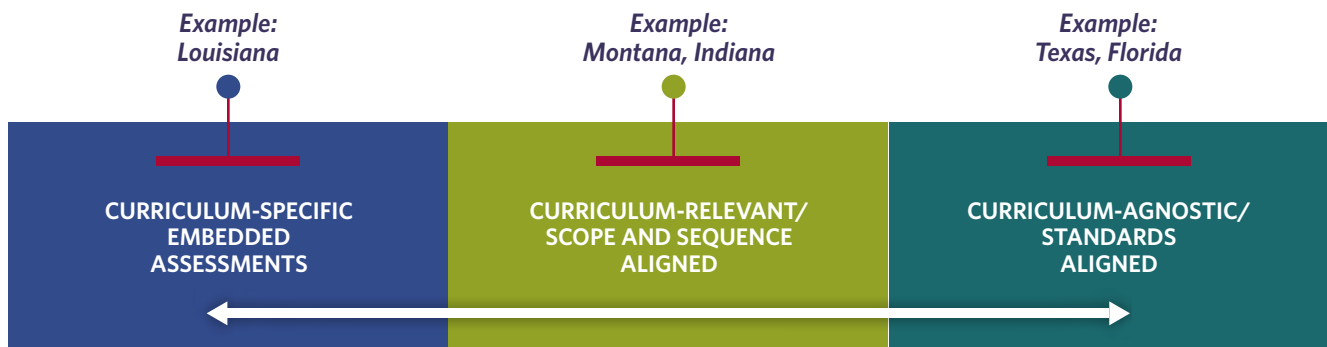 Example:
Louisiana
Example:
Montana, Indiana
Example:
Texas, Florida
CURRICULUM-SPECIFIC
EMBEDDED
ASSESSMENTS
CURRICULUM-RELEVANT/
SCOPE AND SEQUENCE
ALIGNED
CURRICULUM-AGNOSTIC/
STANDARDS
ALIGNED